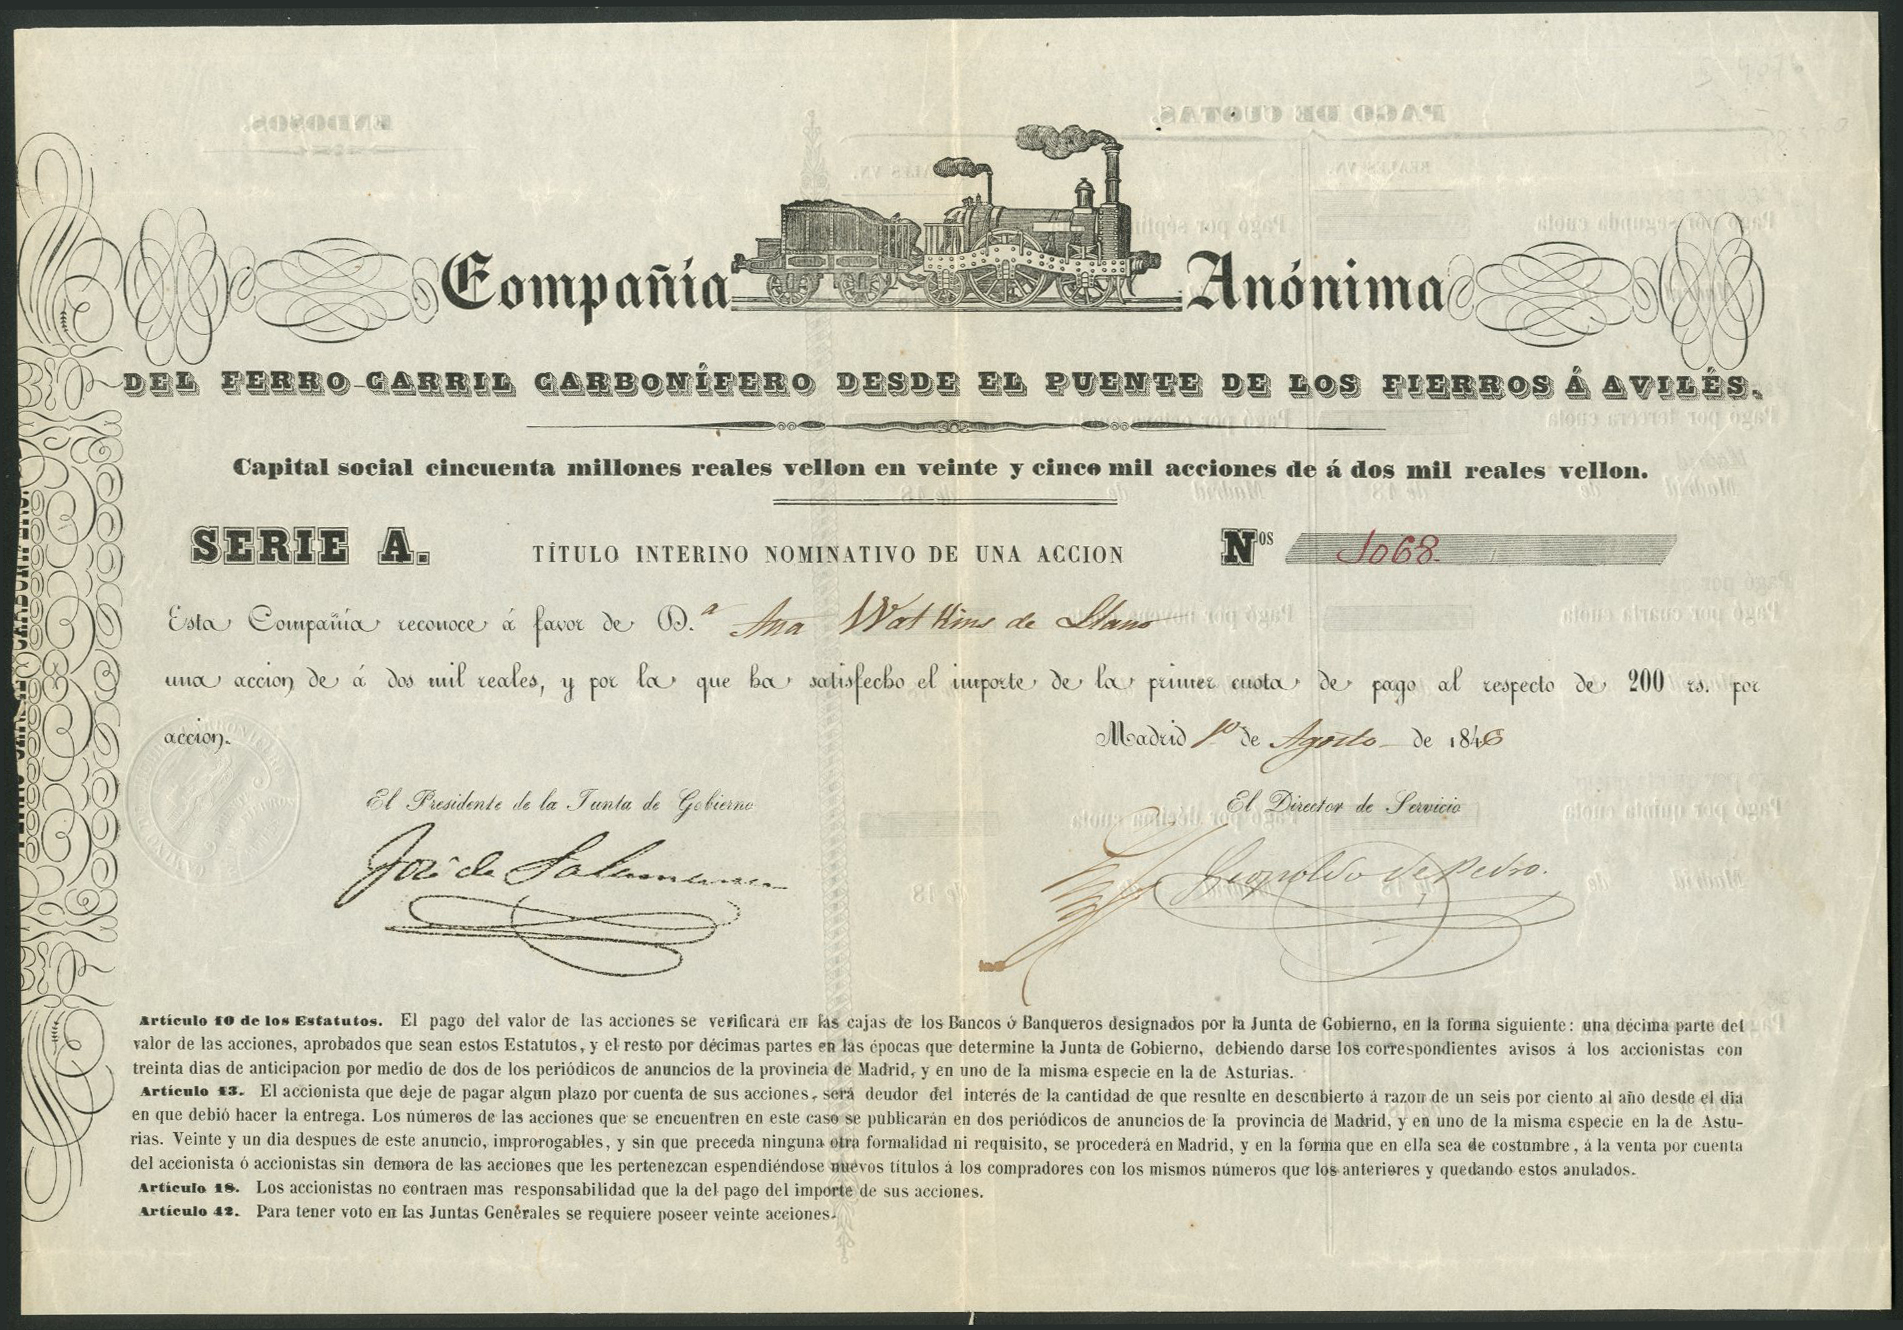 Compañía Anónima
DEL FERRO-CARRIL CARBONÍFERO DESDE EL PUENTE DE LOS FIERROS Á AVILÉS.
Capital social cincuenta millones reales vellon en veinte y cinco mil acciones de á dos mil reales vellon.
SERIE A. TÍTULO INTERINO NOMINATIVO DE UNA ACCION Nos 1068.
Esta Compañía reconoce á favor de D.a Ana Watkins de Llano
una accion de á dos mil reales, y por la que ha satisfecho el importe de la primer cuota de pago al respecto de 200 rs. por
accion. Madrid 1o de Agosto de 1846
El Presidente de la Junta de Gobierno El Director de Servicio
José de Salamanca Leopoldo de Pedro.
Artículo 10 de los Estatutos. El pago del valor de las acciones se verificará en las cajas de los Bancos ó Banqueros designados por la Junta de Gobierno, en la forma siguiente: una décima parte del
valor de las acciones, aprobados que sean estos Estatutos, y el resto por décimas partes en las épocas que determine la Junta de Gobierno, debiendo darse los correspondientes avisos á los accionistas con
treinta dias de anticipacion por medio de dos de los periódicos de anuncios de la provincia de Madrid, y en uno de la misma especie en la de Asturias.
Artículo 13. El accionista que deje de pagar algun plazo por cuenta de sus acciones, será deudor del interés de la cantidad de que resulte en descubierto á razon de un seis por ciento al año desde el dia
en que debió hacer la entrega. Los números de las acciones que se encuentren en este caso se publicarán en dos periódicos de anuncios de la provincia de Madrid, y en uno de la misma especie en la de Astu-
rias. Veinte y un dia despues de este anuncio, improrogables, y sin que preceda ninguna otra formalidad ni requisito, se procederá en Madrid, y en la forma que en ella sea de costumbre, á la venta por cuenta
del accionista ó accionistas sin demora de las acciones que les pertenezcan espendiéndose nuevos títulos á los compradores con los mismos números que los anteriores y quedando estos anulados.
Artículo 18. Los accionistas no contraen mas responsabilidad que la del pago del importe de sus acciones.
Artículo 42. Para tener voto en las Juntas Generales se requiere poseer veinte acciones.